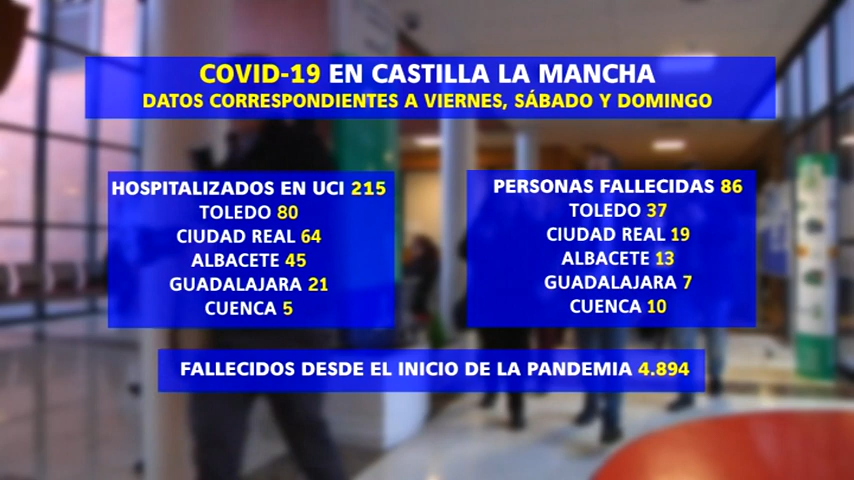 COVID-19 EN CASTILLA LA MANCHA
DATOS CORRESPONDIENTES A VIERNES, SÁBADO Y DOMINGO
HOSPITALIZADOS EN UCI 215
TOLEDO 80
CIUDAD REAL 64
ALBACETE 45
GUADALAJARA 21
CUENCA 5
PERSONAS FALLECIDAS 86
TOLEDO 37
CIUDAD REAL 19
ALBACETE 13
GUADALAJARA 7
CUENCA 10
FALLECIDOS DESDE EL INICIO DE LA PANDEMIA 4.894